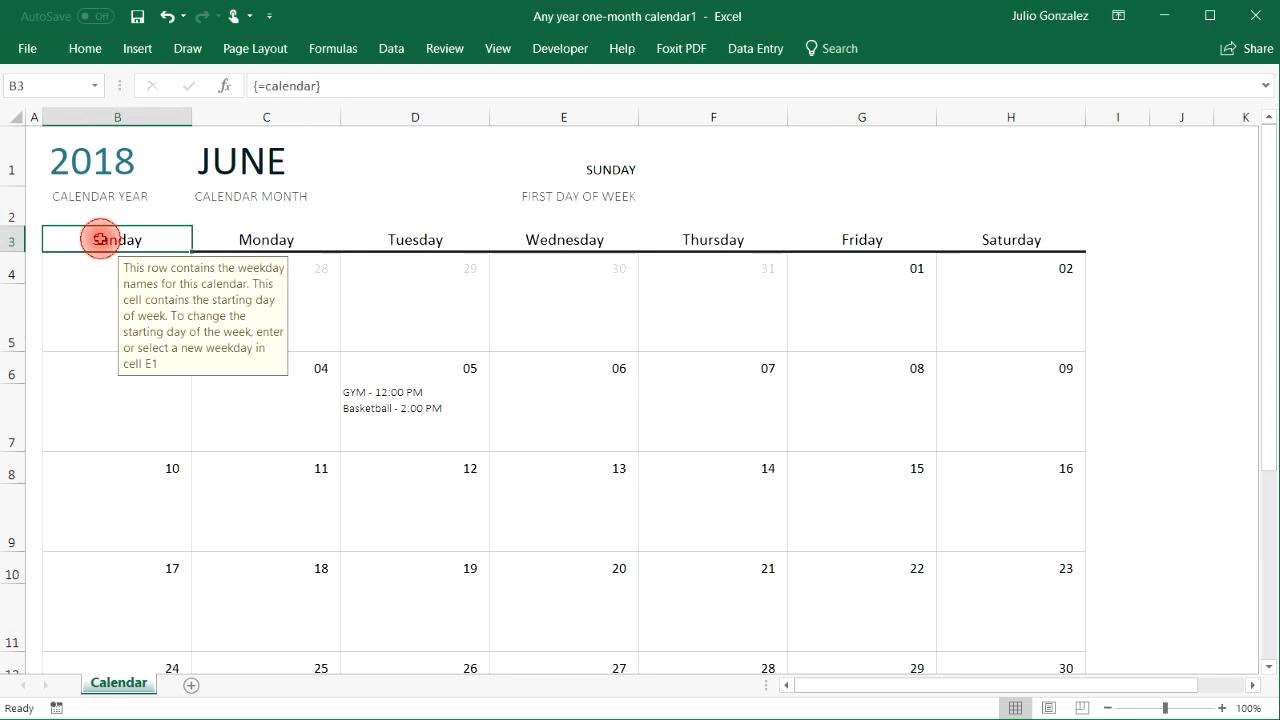 AutoSave Off
Any year one-month calendar1 - Excel
Julio Gonzalez
File Home Insert Draw Page Layout Formulas Data Review View Developer Help Foxit PDF Data Entry Search Share
B3 fx {=calendar}
A B C D E F G H I J K
1 2018 JUNE SUNDAY
2 CALENDAR YEAR CALENDAR MONTH FIRST DAY OF WEEK
3 Sunday Monday Tuesday Wednesday Thursday Friday Saturday
4 28 29 30 31 01 02
This row contains the weekday
names for this calendar. This
cell contains the starting day
of week. To change the
starting day of the week, enter
or select a new weekday in
cell E1
5
6 04 05 06 07 08 09
GYM - 12:00 PM
Basketball - 2:00 PM
7
8 10 11 12 13 14 15 16
9
10 17 18 19 20 21 22 23
11
12 24 25 26 27 28 29 30
Calendar
Ready 100%